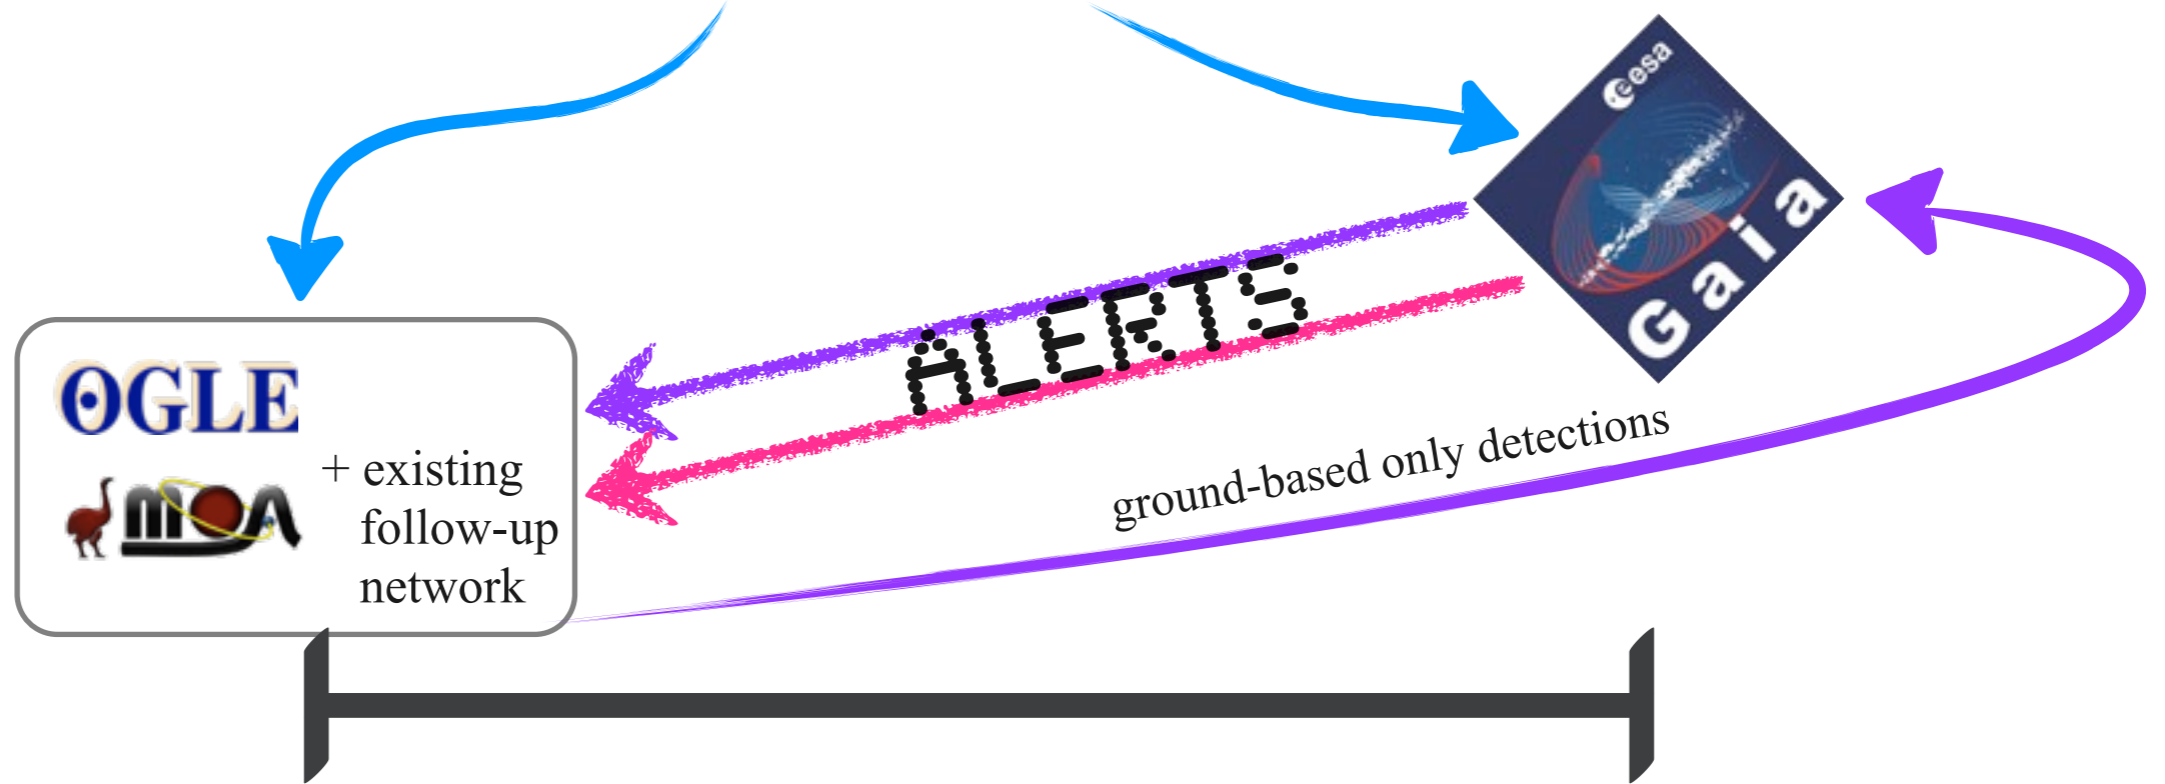 esa
Gaia
ALERTS
OGLE
moa
+ existing
follow-up
network
ground-based only detections